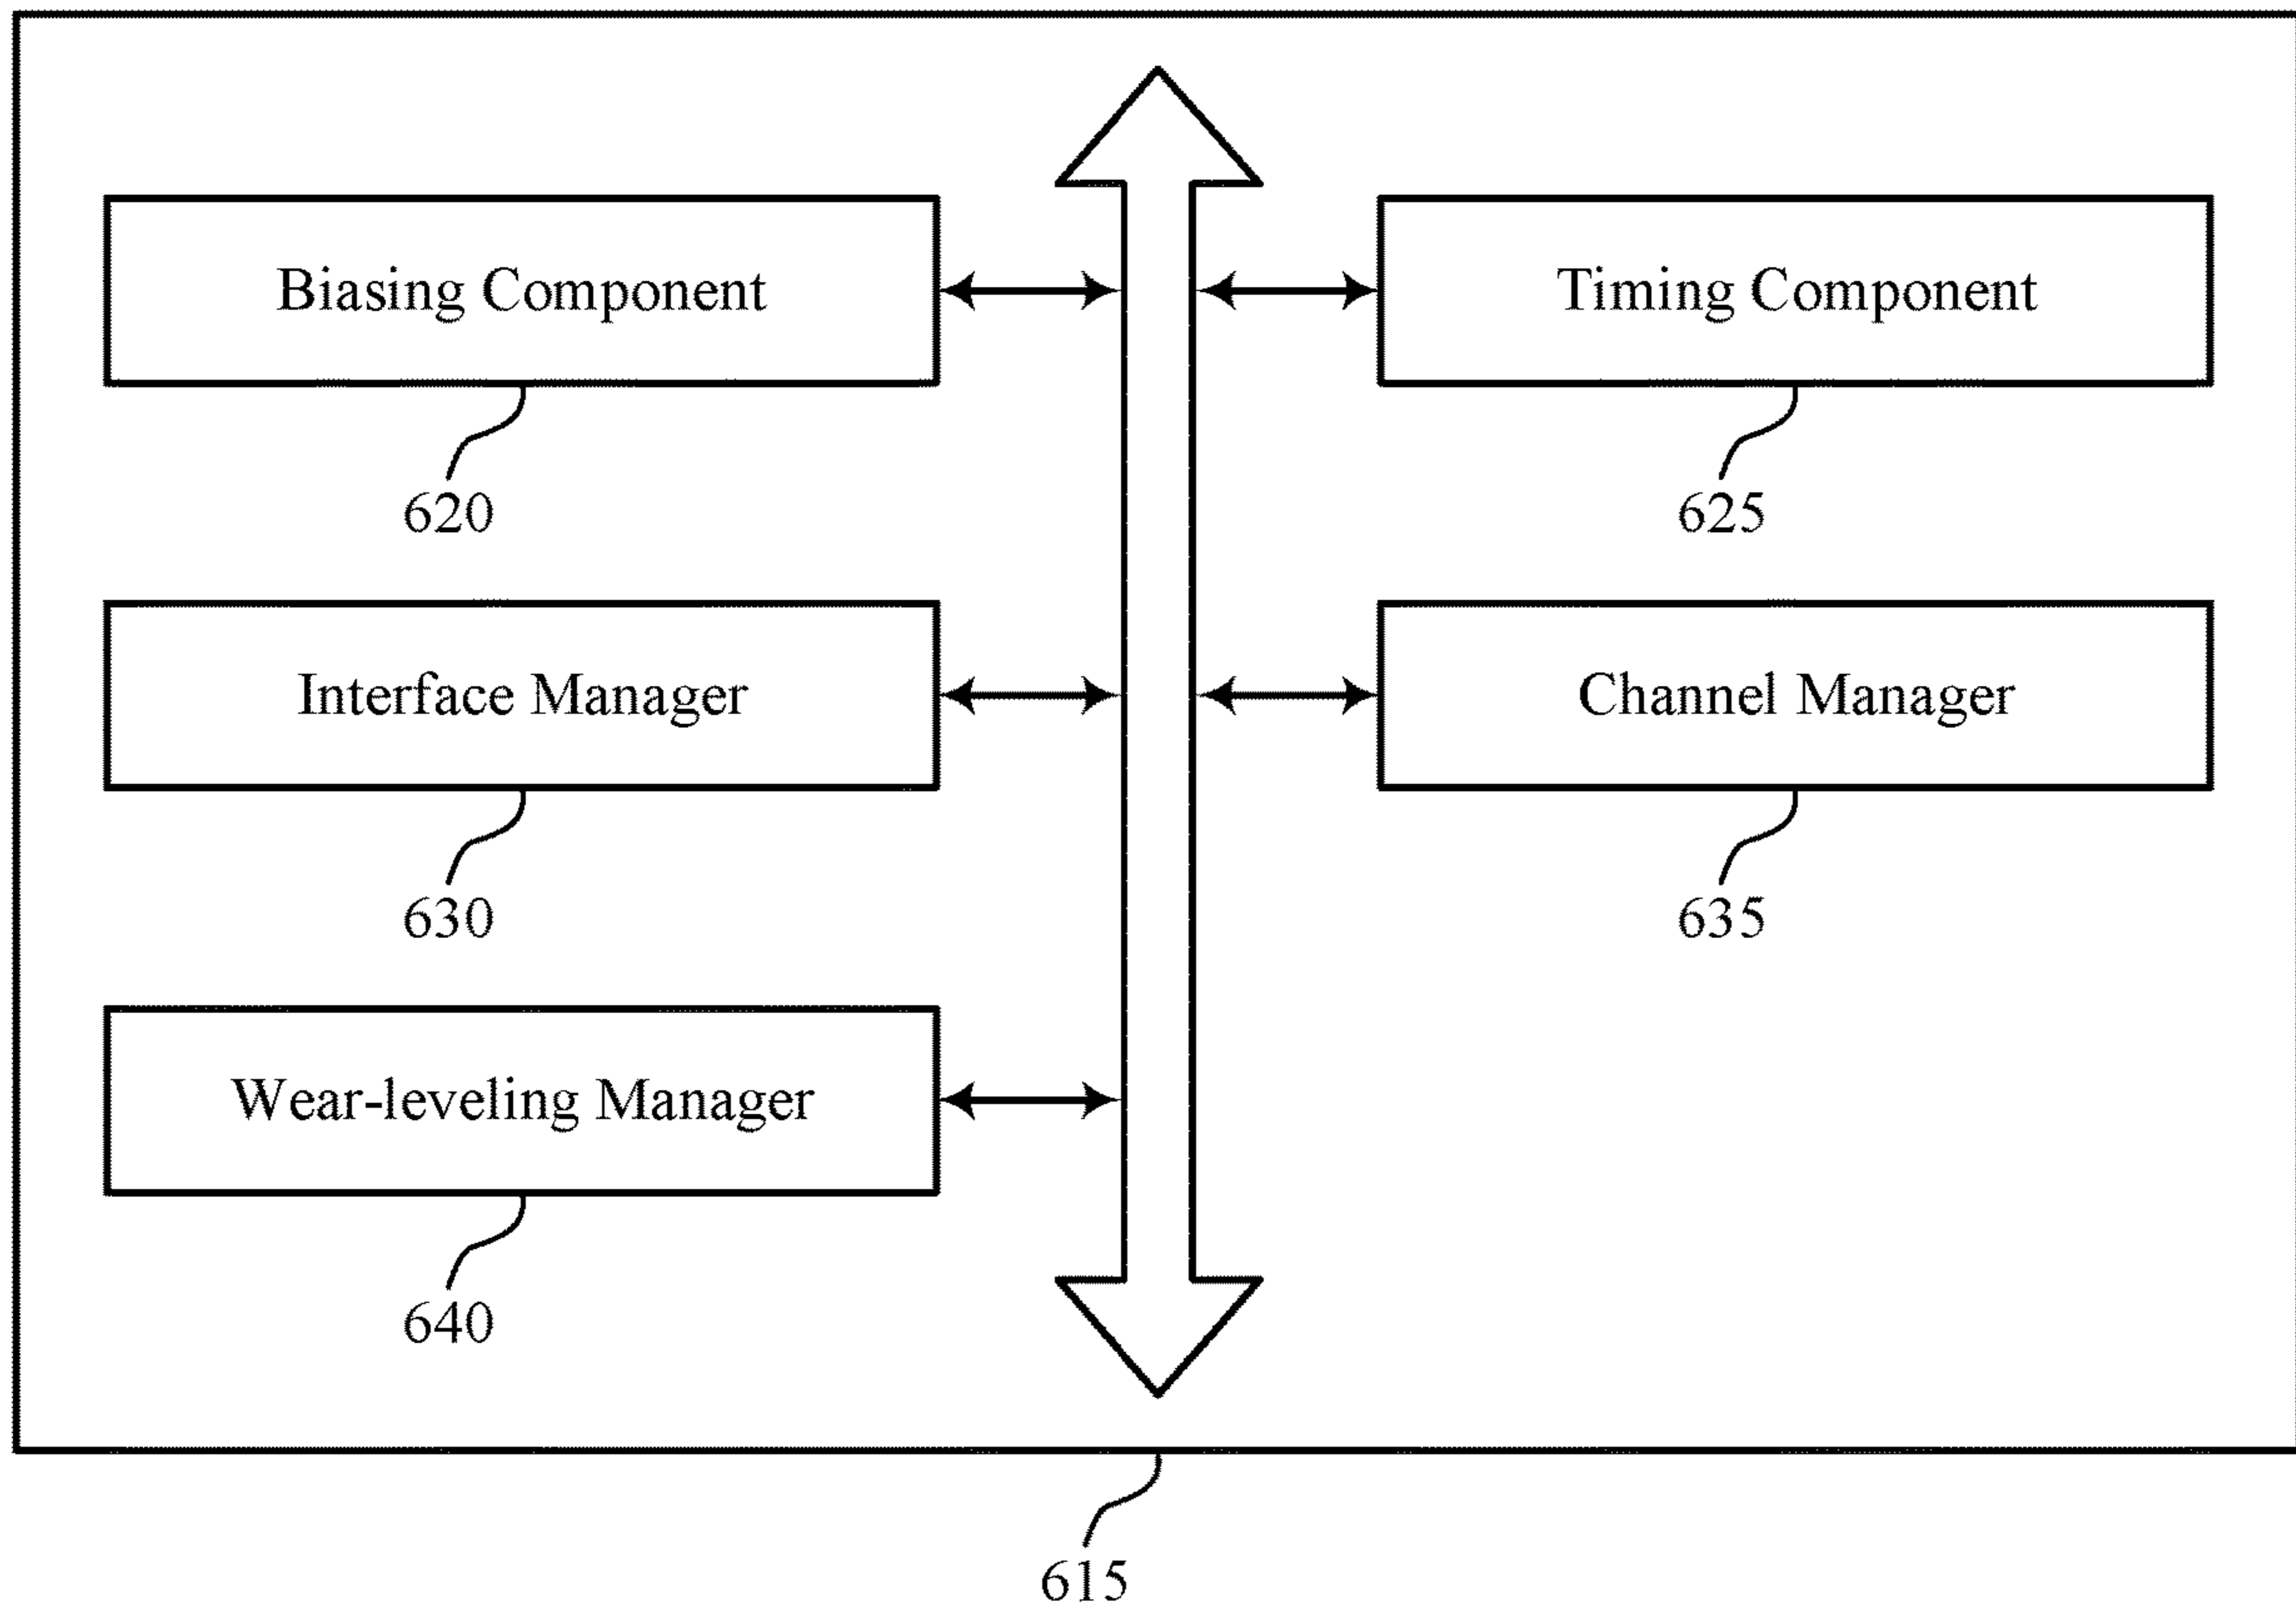 Biasing Component
Timing Component
620
625
Interface Manager
Channel Manager
630
635
Wear-leveling Manager
640
615